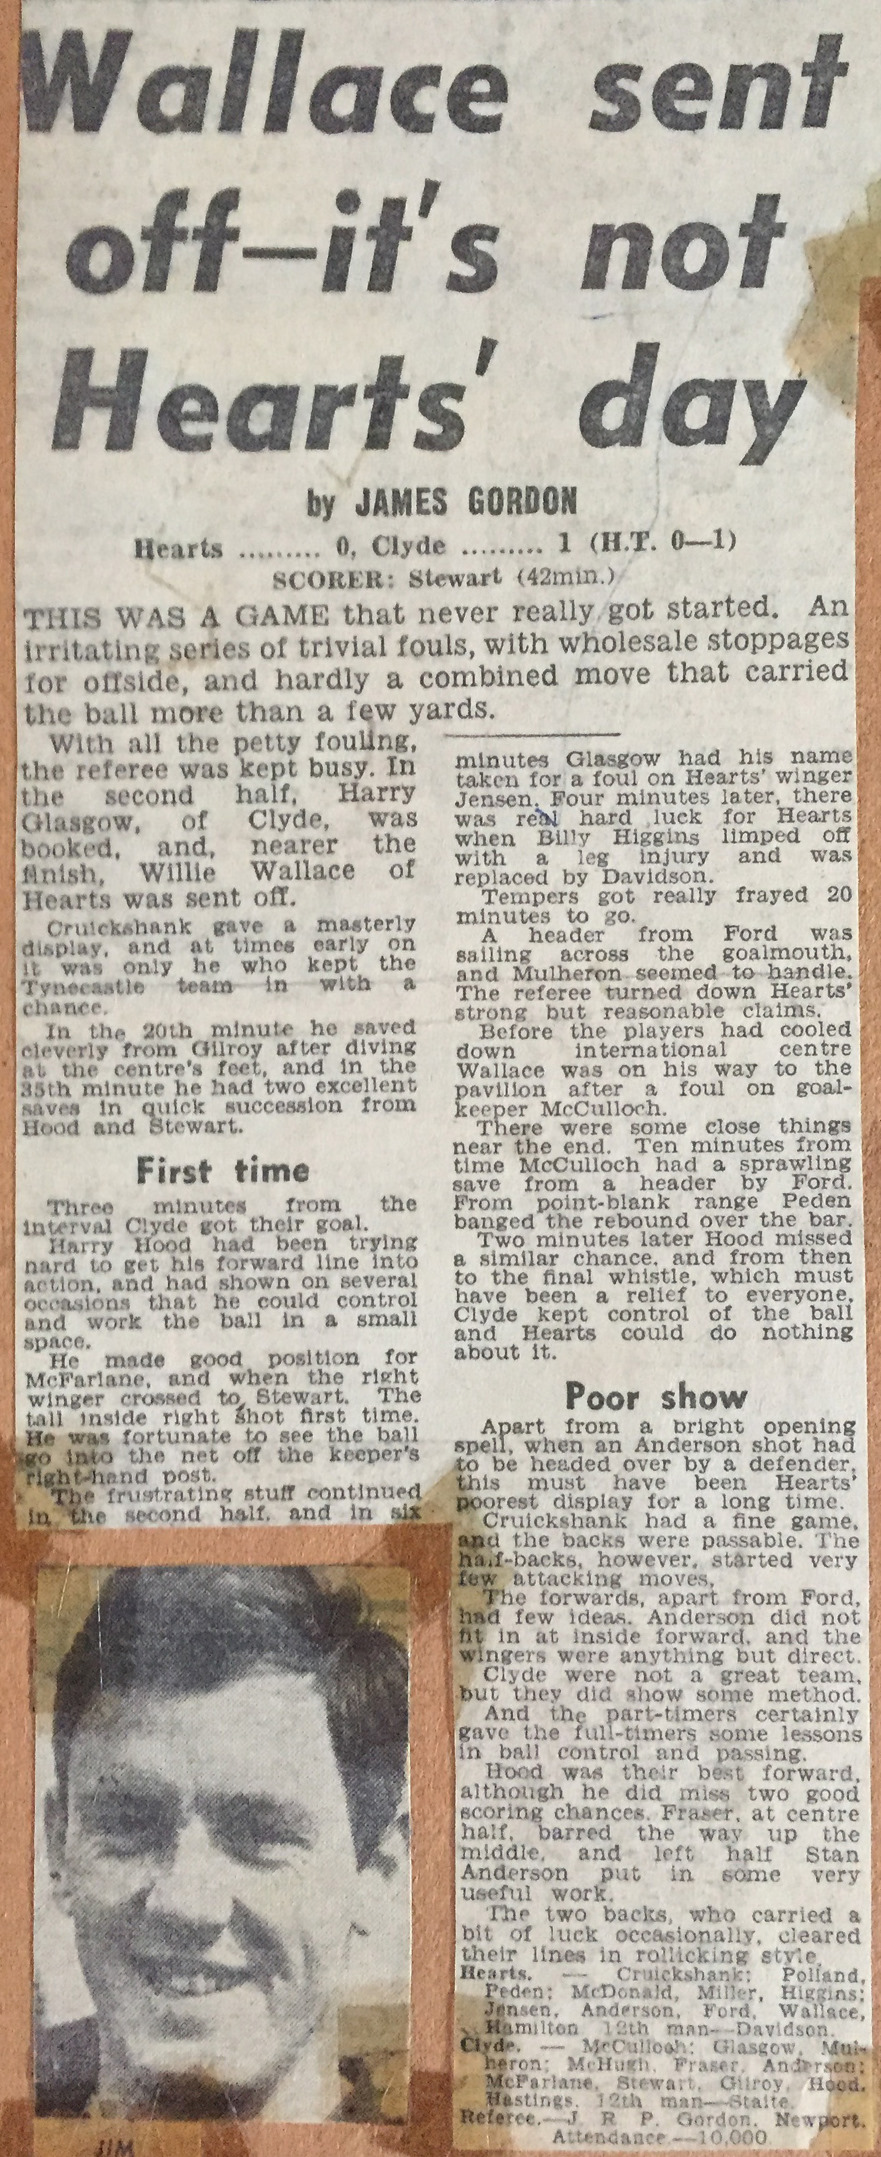 Wallace sent
off—it's not
Hearts' day
by JAMES GORDON
Hearts ......... 0, Clyde ......... 1 (H.T. 0—1)
SCORER: Stewart (42min.)
THIS WAS A GAME that never really got started. An
irritating series of trivial fouls, with wholesale stoppages
for offside, and hardly a combined move that carried
the ball more than a few yards.
With all the petty fouling,
the referee was kept busy. In
the second half, Harry
Glasgow, of Clyde, was
booked, and, nearer the
finish, Willie Wallace of
Hearts was sent off.
Cruickshank gave a masterly
display, and at times early on
it was only he who kept the
Tynecastle team in with a
chance.
In the 20th minute he saved
cleverly from Gilroy after diving
at the centre's feet, and in the
35th minute he had two excellent
saves in quick succession from
Hood and Stewart.
First time
Three minutes from the
interval Clyde got their goal.
Harry Hood had been trying
hard to get his forward line into
action, and had shown on several
occasions that he could control
and work the ball in a small
space.
He made good position for
McFarlane, and when the right
winger crossed to Stewart. The
tall inside right shot first time.
He was fortunate to see the ball
go into the net off the keeper's
right-hand post.
The frustrating stuff continued
in the second half, and in six
minutes Glasgow had his name
taken for a foul on Hearts' winger
Jensen. Four minutes later, there
was real hard luck for Hearts
when Billy Higgins limped off
with a leg injury and was
replaced by Davidson.
Tempers got really frayed 20
minutes to go.
A header from Ford was
sailing across the goalmouth,
and Mulheron seemed to handle.
The referee turned down Hearts'
strong but reasonable claims.
Before the players had cooled
down international centre
Wallace was on his way to the
pavilion after a foul on goal-
keeper McCulloch.
There were some close things
near the end. Ten minutes from
time McCulloch had a sprawling
save from a header by Ford.
From point-blank range Peden
banged the rebound over the bar.
Two minutes later Hood missed
a similar chance, and from then
to the final whistle, which must
have been a relief to everyone,
Clyde kept control of the ball
and Hearts could do nothing
about it.
Poor show
Apart from a bright opening
spell, when an Anderson shot had
to be headed over by a defender,
this must have been Hearts'
poorest display for a long time.
Cruickshank had a fine game,
and the backs were passable. The
half-backs, however, started very
few attacking moves.
The forwards, apart from Ford,
had few ideas. Anderson did not
fit in at inside forward, and the
wingers were anything but direct.
Clyde were not a great team,
but they did show some method.
And the part-timers certainly
gave the full-timers some lessons
in ball control and passing.
Hood was their best forward,
although he did miss two good
scoring chances. Fraser, at centre
half, barred the way up the
middle, and left half Stan
Anderson put in some very
useful work.
The two backs, who carried a
bit of luck occasionally, cleared
their lines in rollicking style.
Hearts. — Cruickshank; Polland,
Peden; McDonald, Miller, Higgins;
Jensen, Anderson, Ford, Wallace,
Hamilton 12th man—Davidson.
Clyde. — McCulloch; Glasgow, Mul-
heron; McHugh, Fraser, Anderson;
McFarlane, Stewart, Gilroy, Hood,
Hastings. 12th man—Staite.
Referee.—J. R. P. Gordon, Newport.
Attendance.—10,000.
JIM